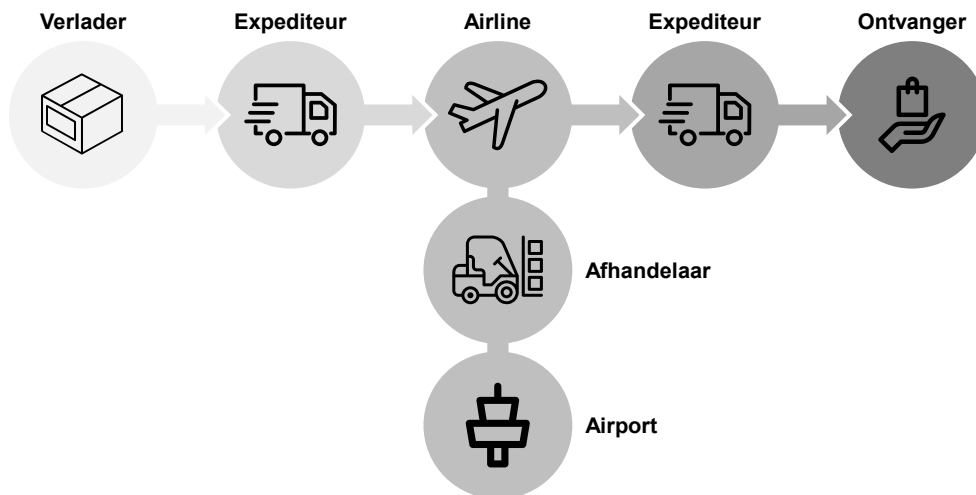 Verlader
Expediteur
Airline
Expediteur
Ontvanger
Afhandelaar
Airport